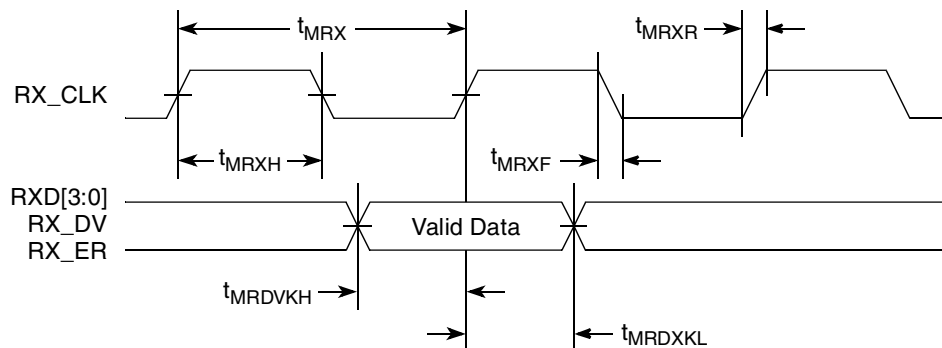 tMRX
tMRXR
RX_CLK
tMRXH
tMRXF
RXD[3:0]
RX_DV
Valid Data
RX_ER
tMRDVKH
tMRDXKL